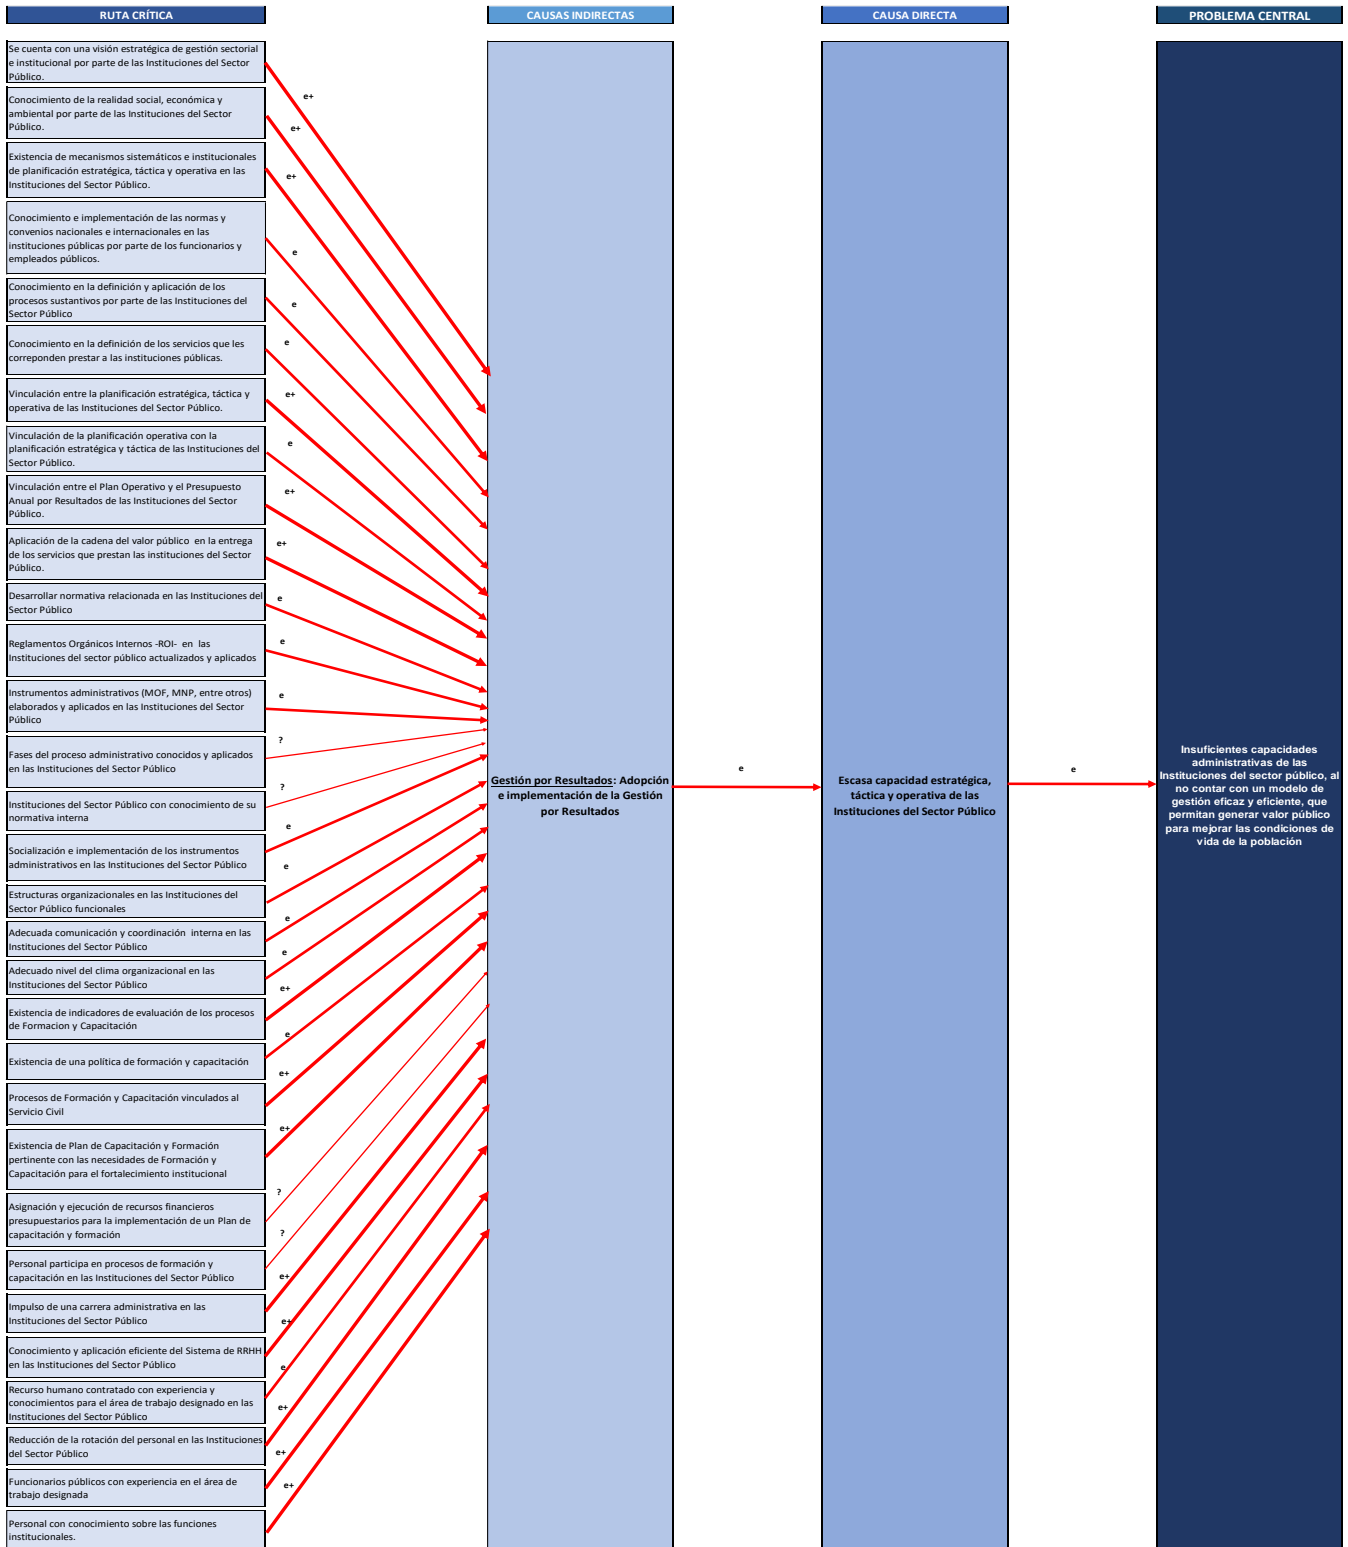 RUTA CRÍTICA
CAUSAS INDIRECTAS
CAUSA DIRECTA
PROBLEMA CENTRAL
Se cuenta con una visión estratégica de gestión sectorial
e institucional por parte de las Instituciones del Sector
Público.
e+
Conocimiento de la realidad social, económica y
ambiental por parte de las Instituciones del Sector
Público.
e+
Existencia de mecanismos sistemáticos e institucionales
de planificación estratégica, táctica y operativa en las
Instituciones del Sector Público.
e+
Conocimiento e implementación de las normas y
convenios nacionales e internacionales en las
instituciones públicas por parte de los funcionarios y
empleados públicos.
e
Conocimiento en la definición y aplicación de los
procesos sustantivos por parte de las Instituciones del
Sector Público
e
Conocimiento en la definición de los servicios que les
correponden prestar a las instituciones públicas.
e
Vinculación entre la planificación estratégica, táctica y
operativa de las Instituciones del Sector Público.
e+
Vinculación de la planificación operativa con la
planificación estratégica y táctica de las Instituciones del
Sector Público.
e
Vinculación entre el Plan Operativo y el Presupuesto
Anual por Resultados de las Instituciones del Sector
Público.
e+
Aplicación de la cadena del valor público en la entrega
de los servicios que prestan las instituciones del Sector
Público.
e+
Desarrollar normativa relacionada en las Instituciones del
Sector Público
e
Reglamentos Orgánicos Internos -ROI- en las
Instituciones del sector público actualizados y aplicados
e
Instrumentos administrativos (MOF, MNP, entre otros)
elaborados y aplicados en las Instituciones del Sector
Público
e
Fases del proceso administrativo conocidos y aplicados
en las Instituciones del Sector Público
?
Instituciones del Sector Público con conocimiento de su
normativa interna
?
Socialización e implementación de los instrumentos
administrativos en las Instituciones del Sector Público
e
Estructuras organizacionales en las Instituciones del
Sector Público funcionales
e
Adecuada comunicación y coordinación interna en las
Instituciones del Sector Público
e
Adecuado nivel del clima organizacional en las
Instituciones del Sector Público
e
Existencia de indicadores de evaluación de los procesos
de Formacion y Capacitación
e+
Existencia de una política de formación y capacitación
e
Procesos de Formación y Capacitación vinculados al
Servicio Civil
e+
Existencia de Plan de Capacitación y Formación
pertinente con las necesidades de Formación y
Capacitación para el fortalecimiento institucional
e+
Asignación y ejecución de recursos financieros
presupuestarios para la implementación de un Plan de
capacitación y formación
?
Personal participa en procesos de formación y
capacitación en las Instituciones del Sector Público
?
Impulso de una carrera administrativa en las
Instituciones del Sector Público
e+
Conocimiento y aplicación eficiente del Sistema de RRHH
en las Instituciones del Sector Público
e+
Recurso humano contratado con experiencia y
conocimientos para el área de trabajo designado en las
Instituciones del Sector Público
e
Reducción de la rotación del personal en las Instituciones
del Sector Público
e+
Funcionarios públicos con experiencia en el área de
trabajo designada
e+
Personal con conocimiento sobre las funciones
institucionales.
e+
Gestión por Resultados: Adopción
e implementación de la Gestión
por Resultados
e
Escasa capacidad estratégica,
táctica y operativa de las
Instituciones del Sector Público
e
Insuficientes capacidades
administrativas de las
Instituciones del sector público, al
no contar con un modelo de
gestión eficaz y eficiente, que
permitan generar valor público
para mejorar las condiciones de
vida de la población